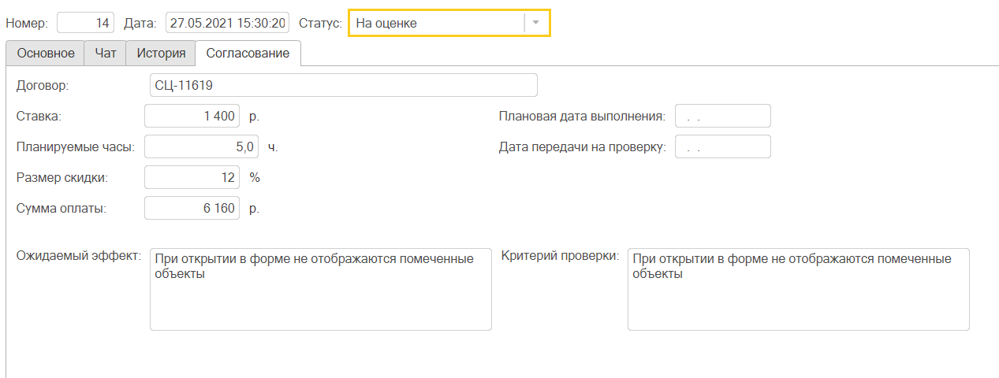 Номер: 14 Дата: 27.05.2021 15:30:20 Статус: На оценке
Основное Чат История Согласование
Договор: СЦ-11619
Ставка: 1 400 р. Плановая дата выполнения: . .
Планируемые часы: 5,0 ч. Дата передачи на проверку: . .
Размер скидки: 12 %
Сумма оплаты: 6 160 р.
Ожидаемый эффект: При открытии в форме не отображаются помеченные
объекты
Критерий проверки: При открытии в форме не отображаются помеченные
объекты